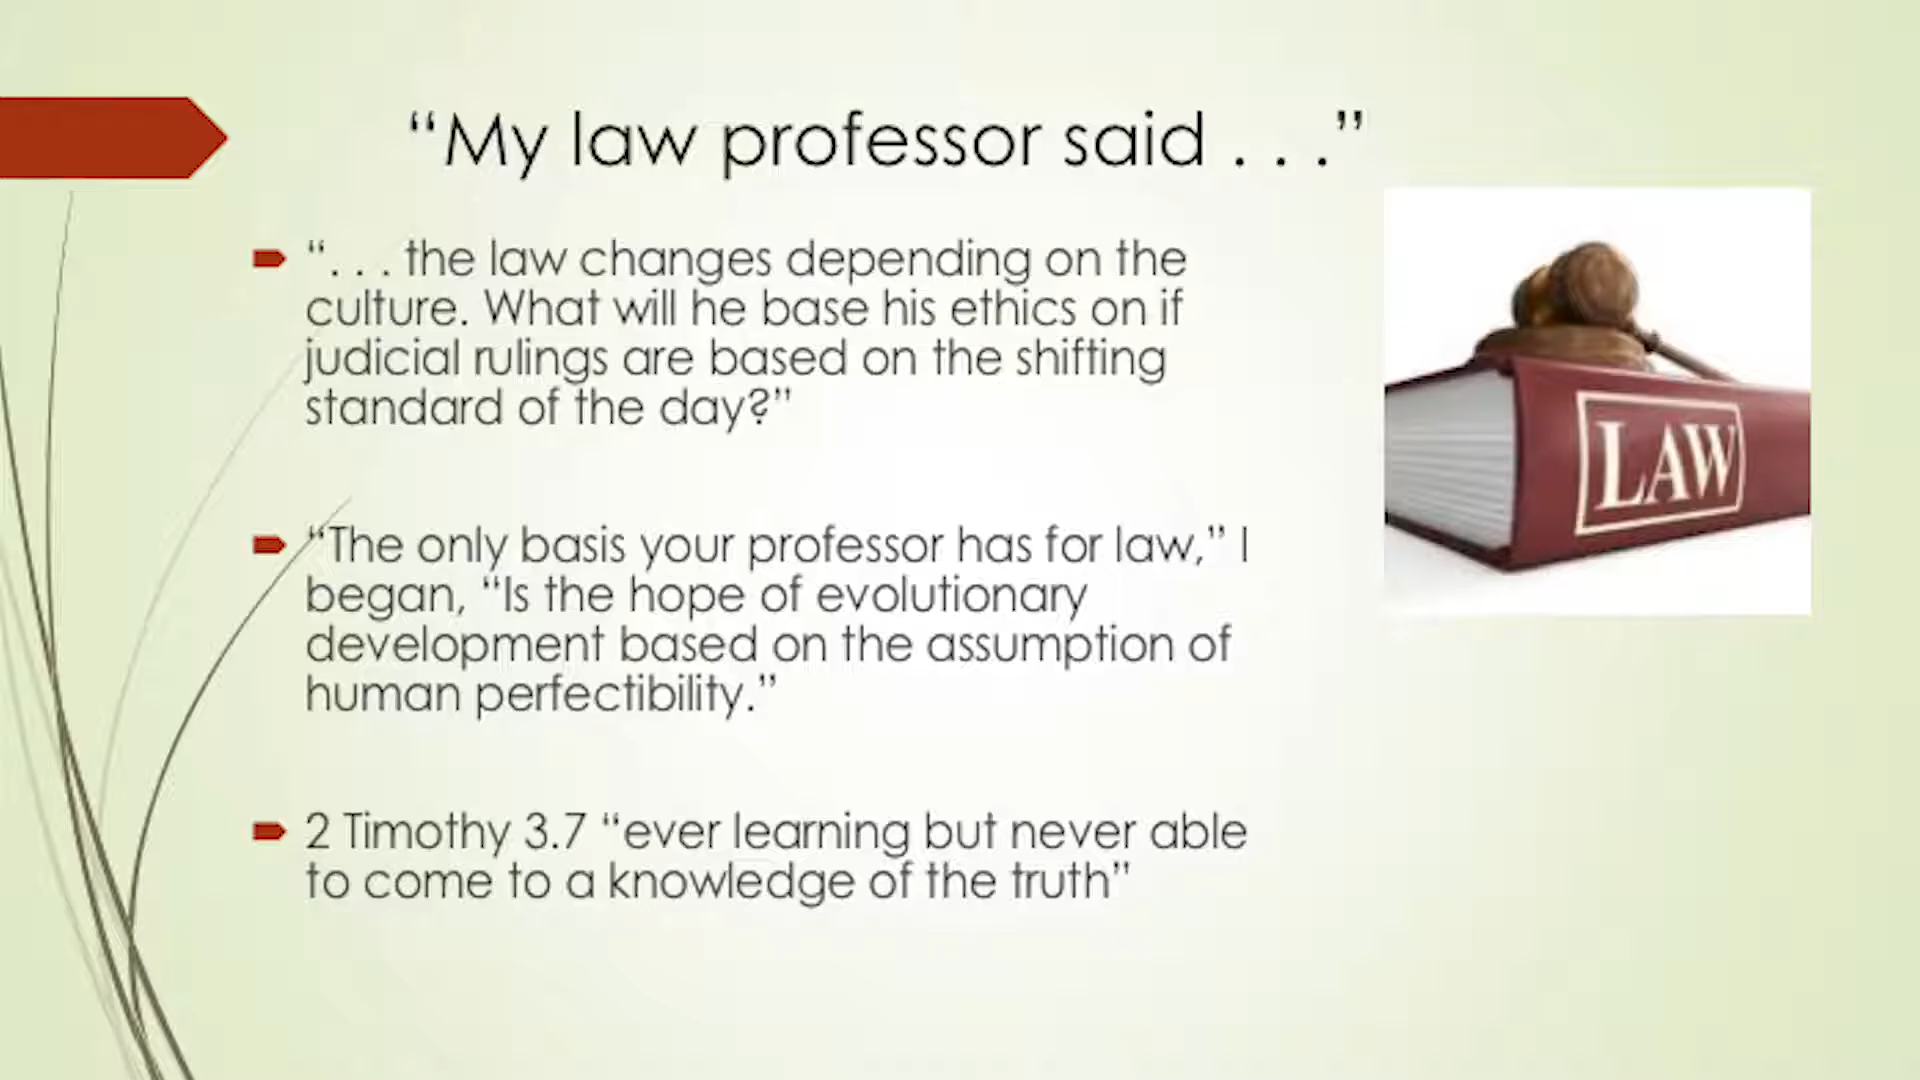 “My law professor said . . .”
“. . . the law changes depending on the
culture. What will he base his ethics on if
judicial rulings are based on the shifting
standard of the day?”
“The only basis your professor has for law,” I
began, “Is the hope of evolutionary
development based on the assumption of
human perfectibility.”
2 Timothy 3.7 “ever learning but never able
to come to a knowledge of the truth”
LAW